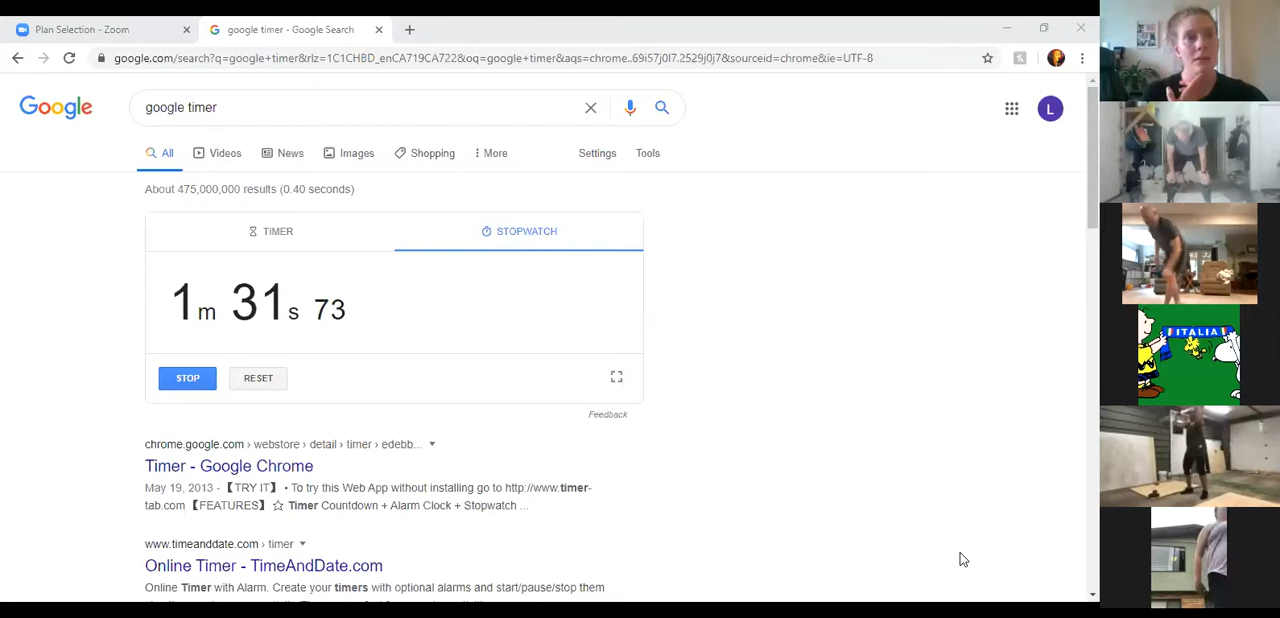 Plan Selection - Zoom
google timer - Google Search
google.com/search?q=google+timer&rlz=1C1CHBD_enCA719CA722&oq=google+timer&aqs=chrome..69i57j0l7.2529j0j7&sourceid=chrome&ie=UTF-8
Google
google timer
L
All
Videos
News
Images
Shopping
More
Settings
Tools
About 475,000,000 results (0.40 seconds)
TIMER
STOPWATCH
1m 31s 73
STOP
RESET
Feedback
chrome.google.com › webstore › detail › timer › edebb...
Timer - Google Chrome
May 19, 2013 - 【TRY IT】 • To try this Web App without installing go to http://www.timer-
tab.com 【FEATURES】 ☆ Timer Countdown + Alarm Clock + Stopwatch ...
www.timeanddate.com › timer
Online Timer - TimeAndDate.com
Online Timer with Alarm. Create your timers with optional alarms and start/pause/stop them
ITALIA